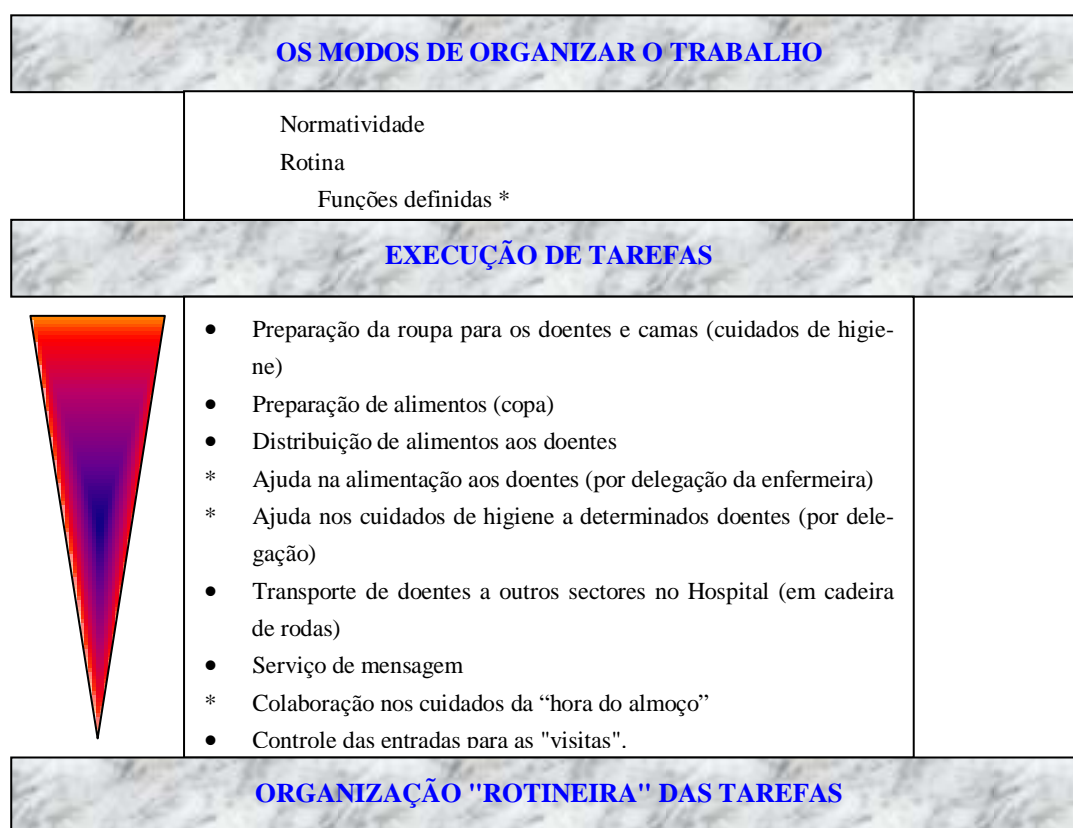 OS MODOS DE ORGANIZAR O TRABALHO
Normatividade
Rotina
Funções definidas *
EXECUÇÃO DE TAREFAS
• Preparação da roupa para os doentes e camas (cuidados de higie-
ne)
• Preparação de alimentos (copa)
• Distribuição de alimentos aos doentes
* Ajuda na alimentação aos doentes (por delegação da enfermeira)
* Ajuda nos cuidados de higiene a determinados doentes (por dele-
gação)
• Transporte de doentes a outros sectores no Hospital (em cadeira
de rodas)
• Serviço de mensagem
* Colaboração nos cuidados da “hora do almoço”
• Controle das entradas para as "visitas".
ORGANIZAÇÃO "ROTINEIRA" DAS TAREFAS